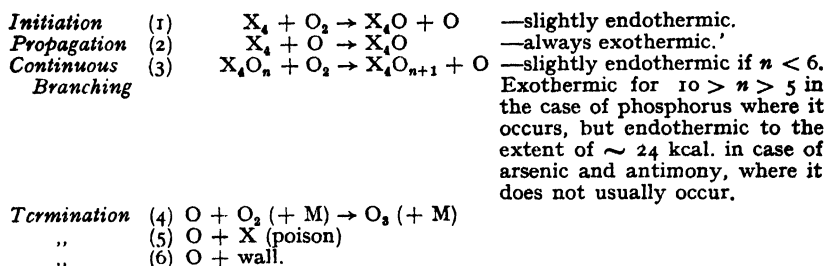 Initiation (1) X₄ + O₂ → X₄O + O —slightly endothermic.
Propagation (2) X₄ + O → X₄O —always exothermic.'
Continuous (3) X₄Oₙ + O₂ → X₄Oₙ₊₁ + O —slightly endothermic if n < 6.
Branching Exothermic for 10 > n > 5 in
the case of phosphorus where it
occurs, but endothermic to the
extent of ~ 24 kcal. in case of
arsenic and antimony, where it
does not usually occur.
Termination (4) O + O₂ (+ M) → O₃ (+ M)
,, (5) O + X (poison)
,, (6) O + wall.